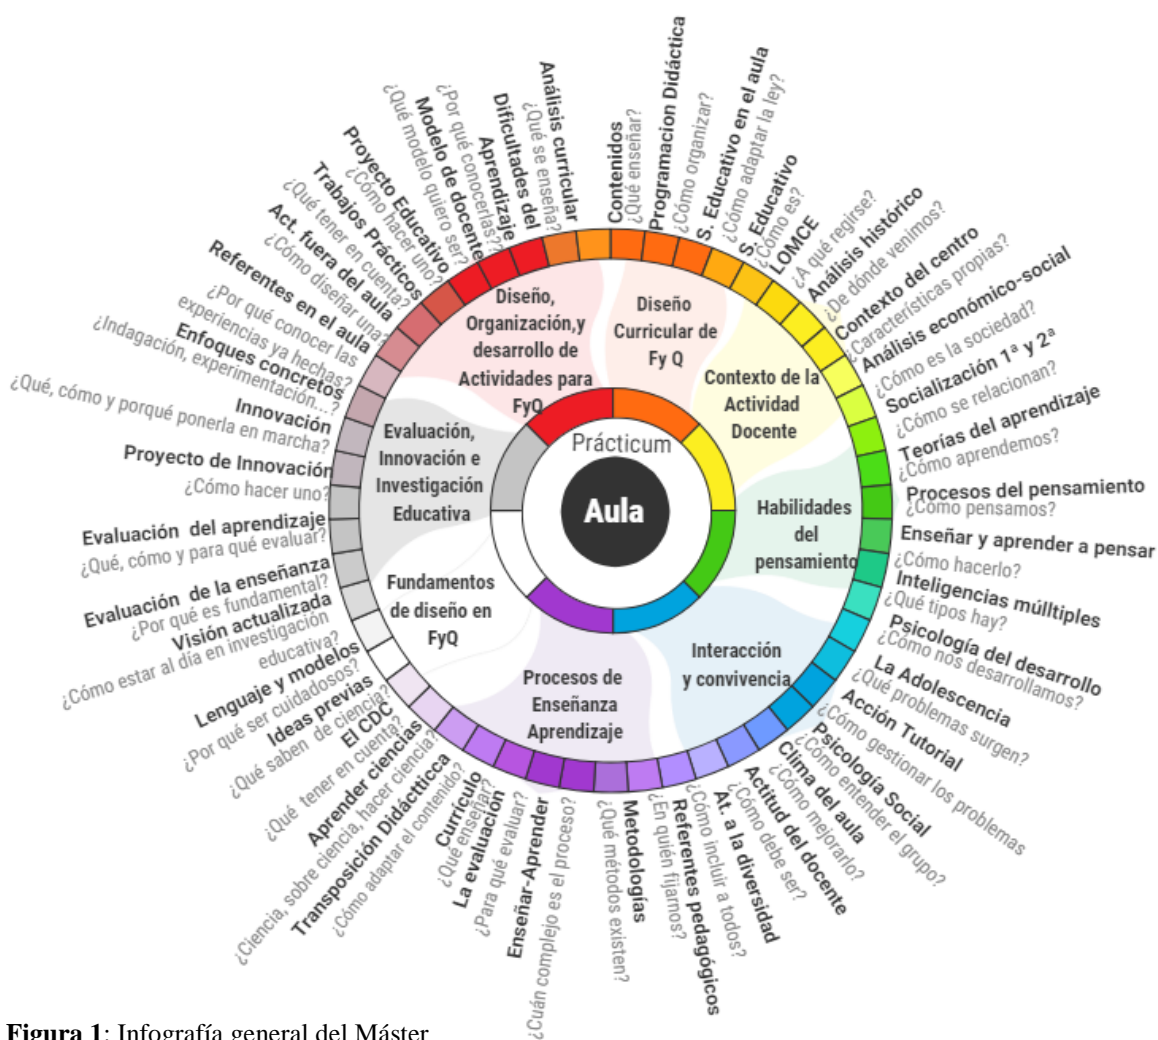 Contenidos
¿Qué enseñar?
Programacion Didáctica
¿Cómo organizar?
S. Educativo en el aula
¿Cómo adaptar la ley?
S. Educativo
¿Cómo es?
LOMCE
¿A qué regirse?
Análisis histórico
¿De dónde venimos?
Contexto del centro
¿Características propias?
Análisis económico-social
¿Cómo es la sociedad?
Socialización 1ª y 2ª
¿Cómo se relacionan?
Teorías del aprendizaje
¿Cómo aprendemos?
Procesos del pensamiento
¿Cómo pensamos?
Enseñar y aprender a pensar
¿Cómo hacerlo?
Inteligencias múlltiples
¿Qué tipos hay?
Psicología del desarrollo
¿Cómo nos desarrollamos?
La Adolescencia
¿Qué problemas surgen?
Acción Tutorial
¿Cómo gestionar los problemas
Psicología Social
¿Cómo entender el grupo?
Clima del aula
¿Cómo mejorarlo?
Actitud del docente
¿Cómo debe ser?
At. a la diversidad
¿Cómo incluir a todos?
Referentes pedagógicos
¿En quién fijarnos?
Metodologías
¿Qué métodos existen?
Enseñar-Aprender
¿Cuán complejo es el proceso?
La evaluación
¿Para qué evaluar?
Currículo
¿Qué enseñar?
Transposición Didáctticca
¿Cómo adaptar el contenido?
Aprender ciencias
¿Ciencia, sobre ciencia, hacer ciencia?
El CDC
¿Qué tener en cuenta?
Ideas previas
¿Qué saben de ciencia?
Lenguaje y modelos
¿Por qué ser cuidadosos?
Visión actualizada
¿Cómo estar al día en investigación
educativa?
Evaluación de la enseñanza
¿Por qué es fundamental?
Evaluación del aprendizaje
¿Qué, cómo y para qué evaluar?
Proyecto de Innovación
¿Cómo hacer uno?
Innovación
¿Qué, cómo y porqué ponerla en marcha?
Enfoques concretos
¿Indagación, experimentación...?
Referentes en el aula
¿Por qué conocer las
experiencias ya hechas?
Act. fuera del aula
¿Cómo diseñar una?
Trabajos Prácticos
¿Qué tener en cuenta?
Proyecto Educativo
¿Cómo hacer uno?
Modelo de docente
¿Qué modelo quiero ser?
Dificultades del
Aprendizaje
¿Por qué conocerlas??
Análisis curricular
¿Qué se enseña?
Diseño,
Organización,y
desarrollo de
Actividades para
FyQ
Diseño
Curricular de
Fy Q
Contexto de la
Actividad
Docente
Habilidades
del
pensamiento
Interacción
y convivencia
Procesos de
Enseñanza
Aprendizaje
Fundamentos
de diseño en
FyQ
Evaluación,
Innovación e
Investigación
Educativa
Prácticum
Aula
Figura 1: Infografía general del Máster